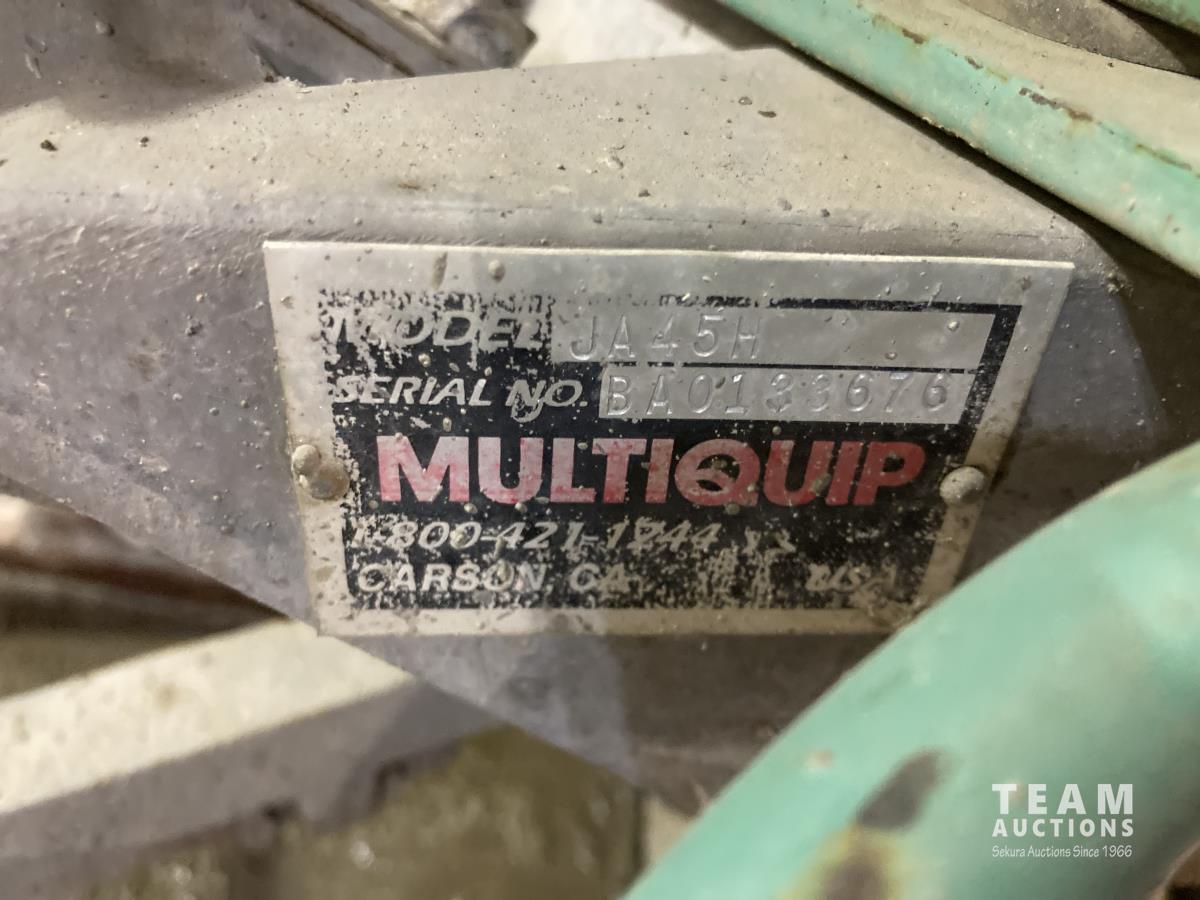 MODEL JA45H
SERIAL NO. BA0133676
MULTIQUIP
1-800-421-1244
CARSON, CA USA
TEAM
AUCTIONS
Sekura Auctions Since 1966